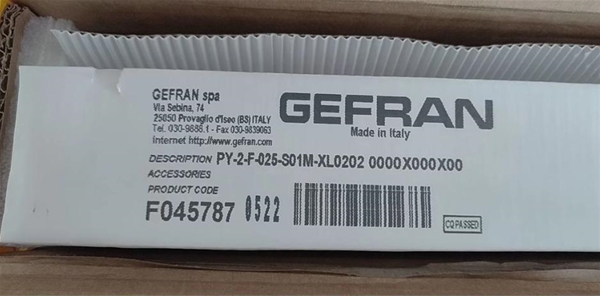 GEFRAN spa
Via Sebina, 74
25050 Provaglio d'Iseo (BS) ITALY
Tel. 030-9888.1 - Fax 030-9839063
Internet http://www.gefran.com
GEFRAN
Made in Italy
DESCRIPTION PY-2-F-025-S01M-XL0202 0000X000X00
ACCESSORIES
PRODUCT CODE
F045787 0522
CQ PASSED